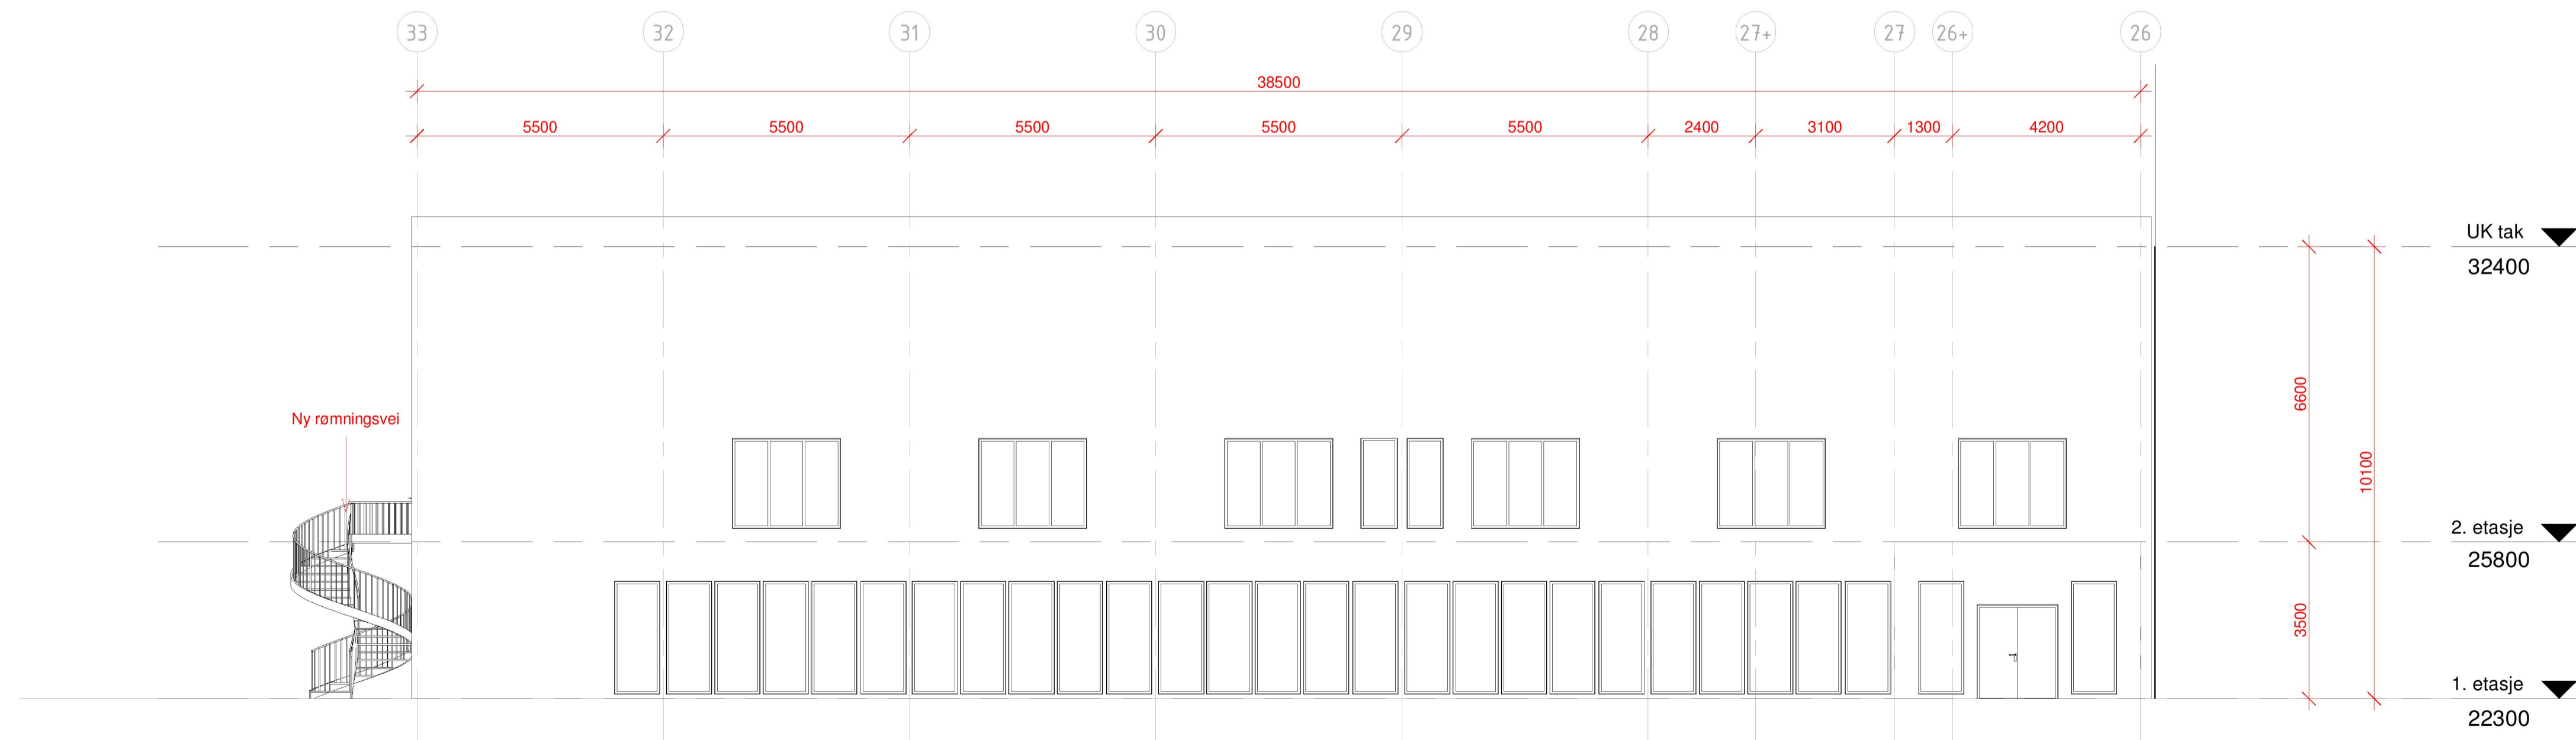 33 32 31 30 29 28 27+ 27 26+ 26
38500
5500 5500 5500 5500 5500 2400 3100 1300 4200
UK tak
32400
6600
Ny rømningsvei
10100
2. etasje
25800
3500
1. etasje
22300